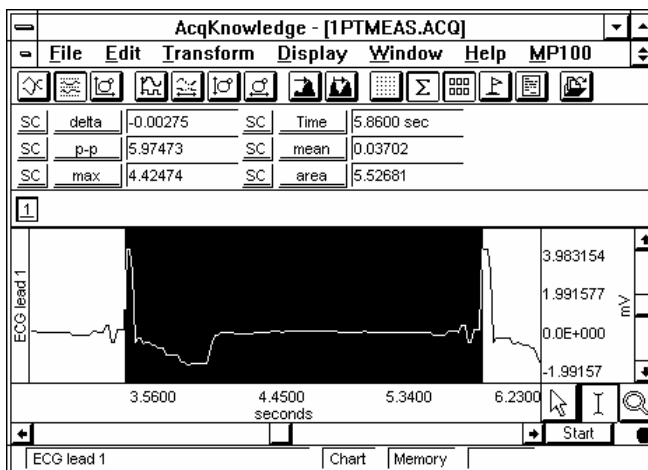 AcqKnowledge - [1PTMEAS.ACQ]
File Edit Transform Display Window Help MP100
SC delta -0.00275 SC Time 5.8600 sec
SC p-p 5.97473 SC mean 0.03702
SC max 4.42474 SC area 5.52681
1
ECG lead 1
3.983154
1.991577
0.0E+000
-1.99157
mV
3.5600 4.4500 5.3400 6.2300
seconds
Start
ECG lead 1 Chart Memory